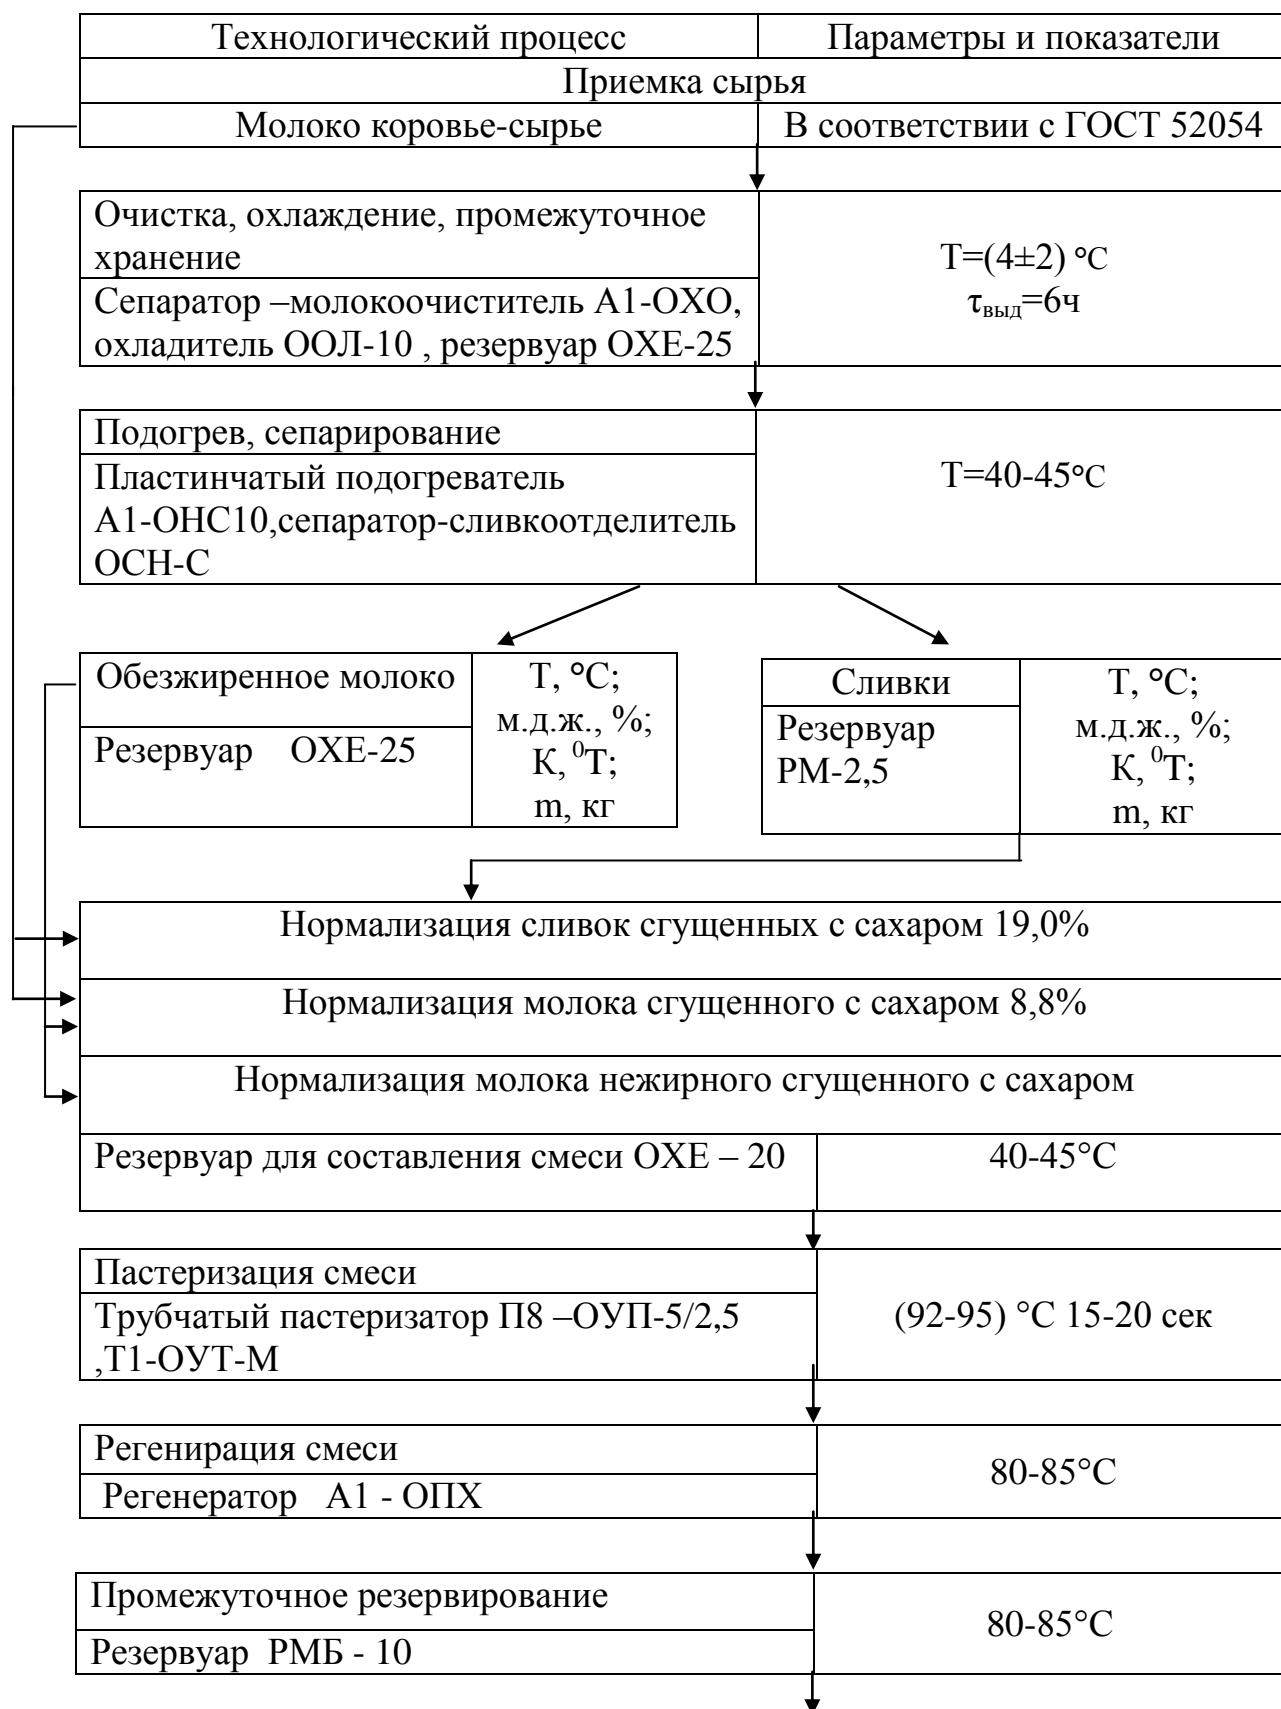 Технологический процесс
Параметры и показатели
Приемка сырья
Молоко коровье-сырье
В соответствии с ГОСТ 52054
Очистка, охлаждение, промежуточное
хранение
Сепаратор –молокоочиститель А1-ОХО,
охладитель ООЛ-10 , резервуар ОХЕ-25
Т=(4±2) °С
τвыд=6ч
Подогрев, сепарирование
Пластинчатый подогреватель
А1-ОНС10,сепаратор-сливкоотделитель
ОСН-С
Т=40-45°С
Обезжиренное молоко
Резервуар ОХЕ-25
Т, °С;
м.д.ж., %;
К, ⁰Т;
m, кг
Сливки
Резервуар
РМ-2,5
Т, °С;
м.д.ж., %;
К, ⁰Т;
m, кг
Нормализация сливок сгущенных с сахаром 19,0%
Нормализация молока сгущенного с сахаром 8,8%
Нормализация молока нежирного сгущенного с сахаром
Резервуар для составления смеси ОХЕ – 20
40-45°С
Пастеризация смеси
Трубчатый пастеризатор П8 –ОУП-5/2,5
,Т1-ОУТ-М
(92-95) °С 15-20 сек
Регенирация смеси
Регенератор А1 - ОПХ
80-85°С
Промежуточное резервирование
Резервуар РМБ - 10
80-85°С